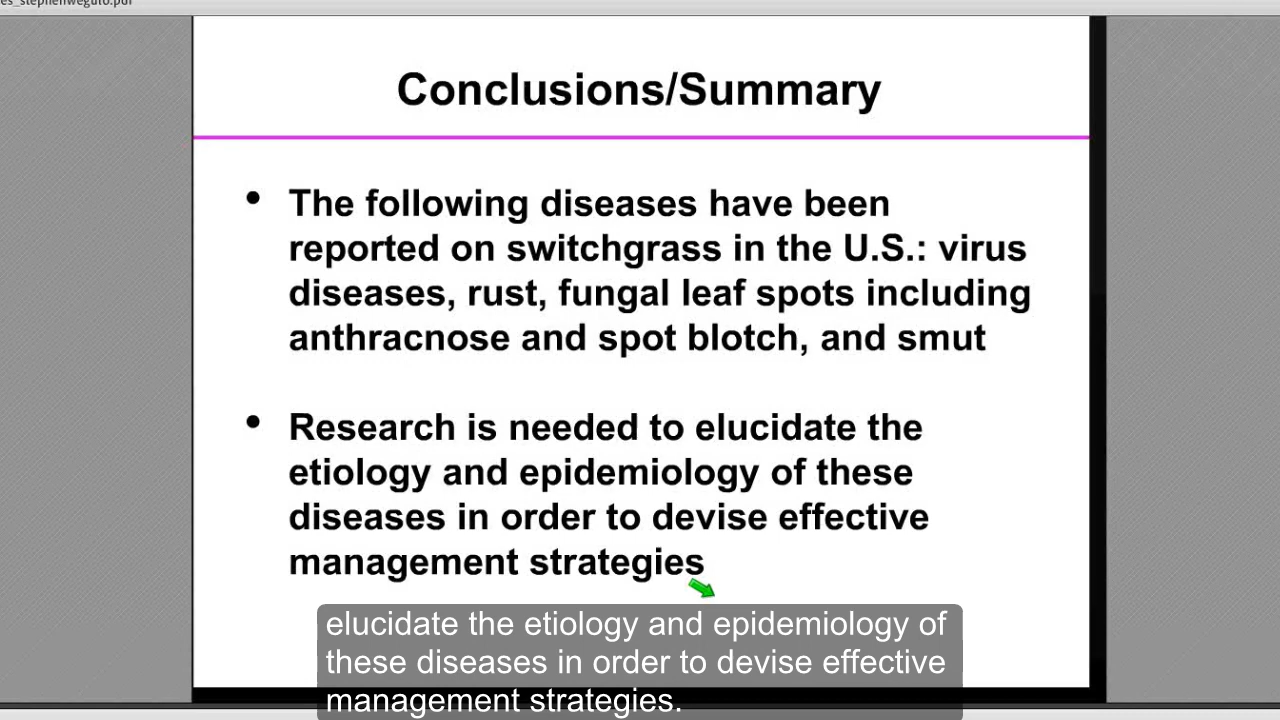 Conclusions/Summary
• The following diseases have been
reported on switchgrass in the U.S.: virus
diseases, rust, fungal leaf spots including
anthracnose and spot blotch, and smut
• Research is needed to elucidate the
etiology and epidemiology of these
diseases in order to devise effective
management strategies
elucidate the etiology and epidemiology of
these diseases in order to devise effective
management strategies.